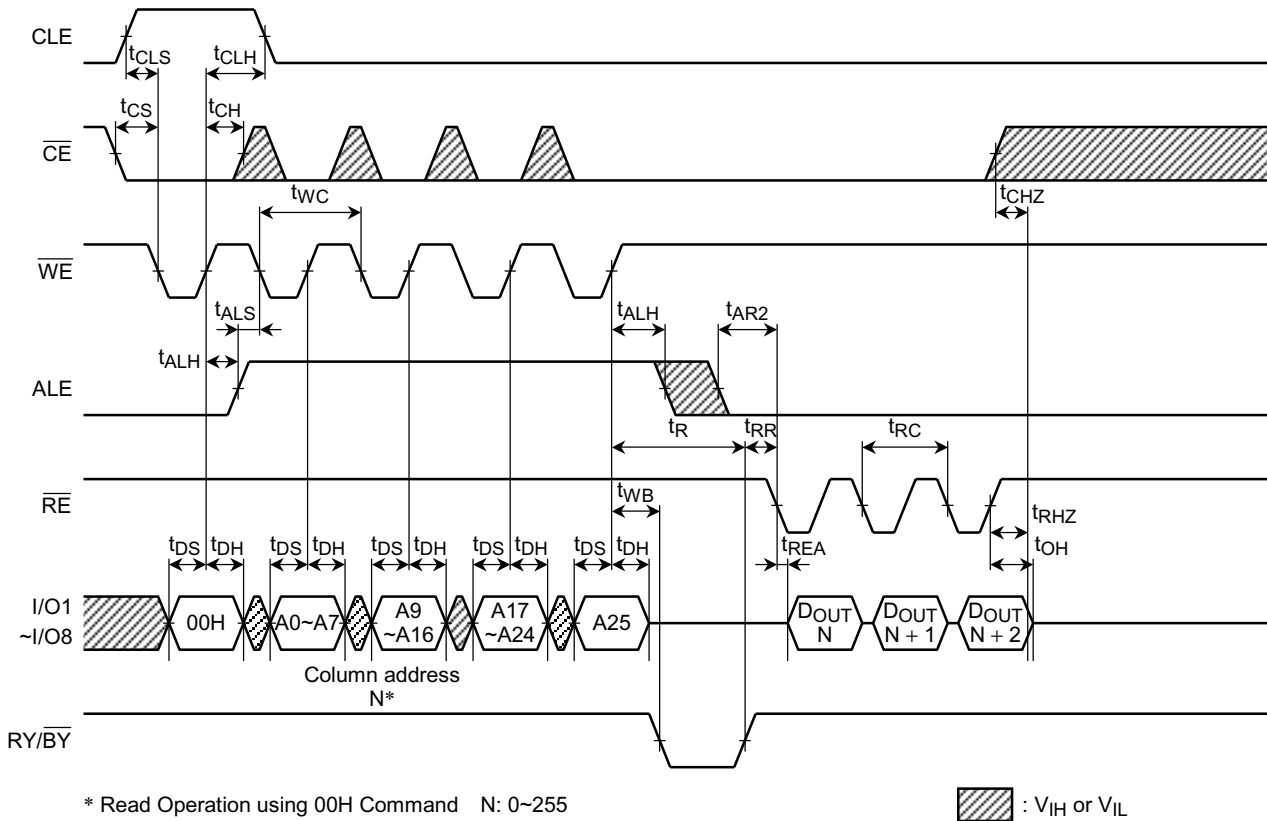 CLE
tCLS tCLH
tCS tCH
CE
tWC
tCHZ
WE
tALS tALH tAR2
tALH
ALE
tR tRR tRC
RE
tWB
tRHZ
tREA tOH
tDS tDH tDS tDH tDS tDH tDS tDH tDS tDH
I/O1
~I/O8
00H
A0~A7
A9
~A16
A17
~A24
A25
DOUT
N
DOUT
N + 1
DOUT
N + 2
Column address
N*
RY/BY
* Read Operation using 00H Command N: 0~255
: VIH or VIL